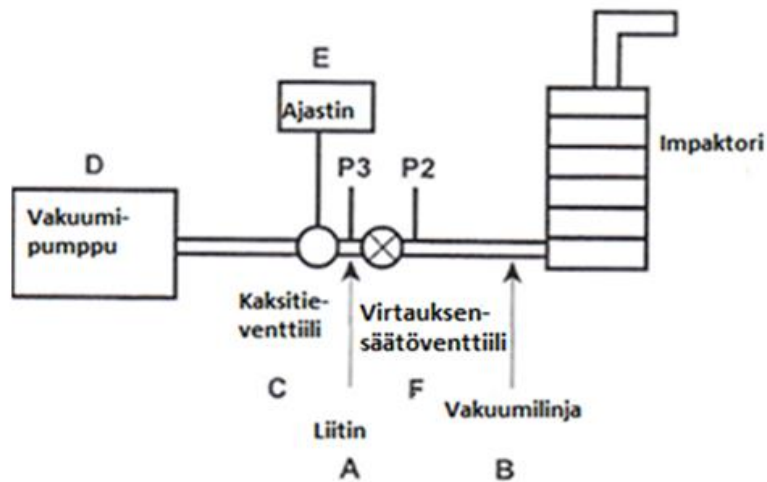 E
Ajastin
Impaktori
D
P3
P2
Vakuumi-
pumppu
Kaksitie-
venttiili
Virtauksen-
säätöventtiili
C
F
Vakuumilinja
Liitin
A
B